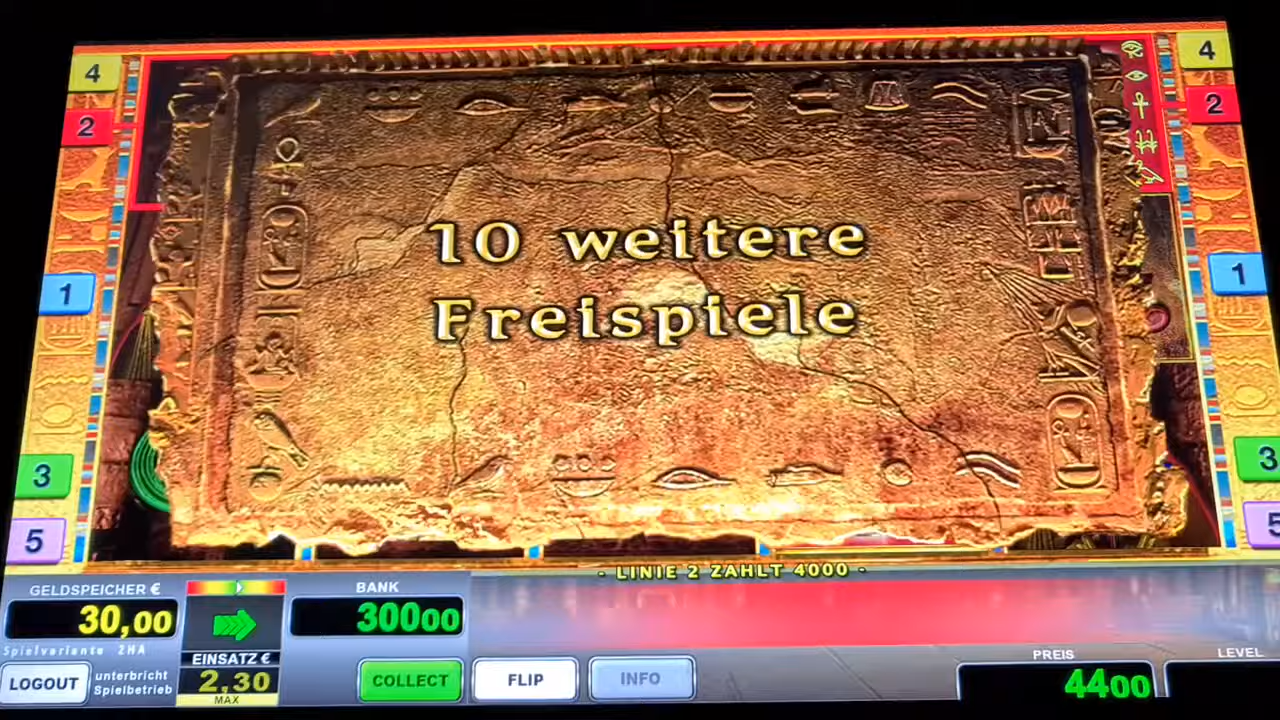 4
4
2
2
10 weitere
Freispiele
1
1
3
3
5
5
- LINIE 2 ZAHLT 4000 -
GELDSPEICHER €
BANK
30,00
30000
Spielvariante 2HA
EINSATZ €
PREIS
LEVEL
LOGOUT
unterbricht
Spielbetrieb
2,30
MAX
COLLECT
FLIP
INFO
4400